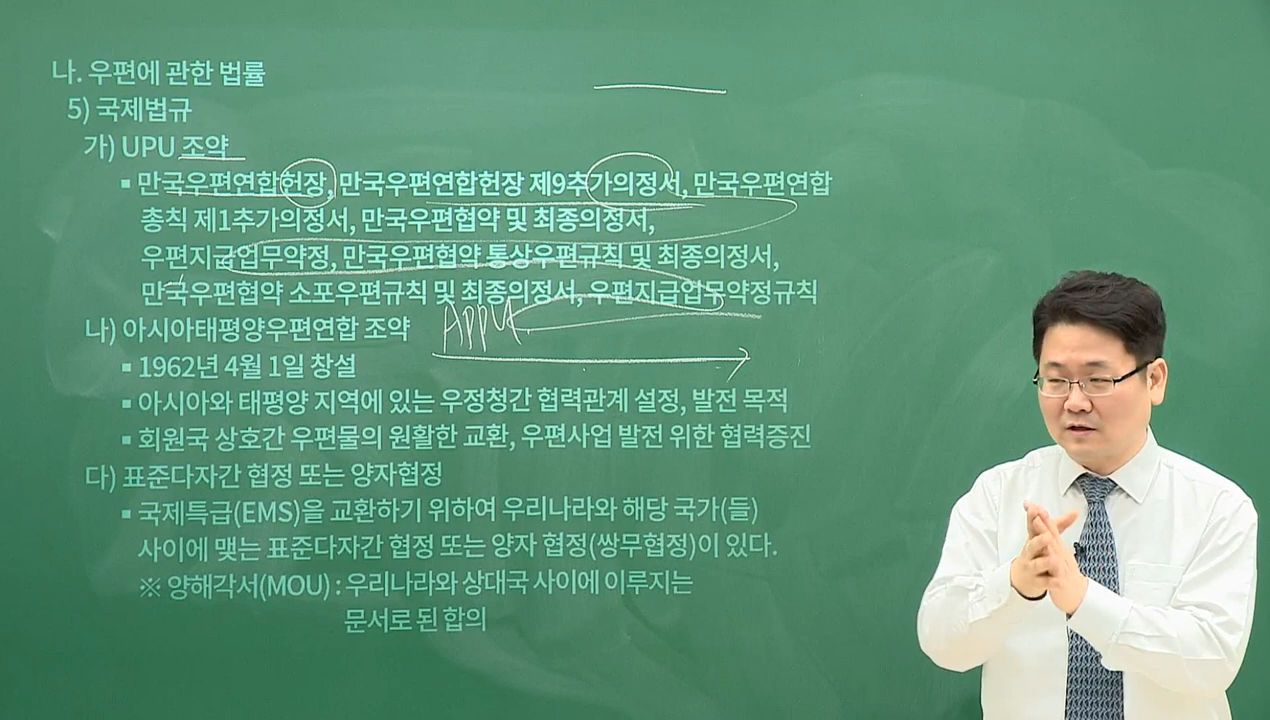 나. 우편에 관한 법률
5) 국제법규
가) UPU 조약
▪ 만국우편연합헌장, 만국우편연합헌장 제9추가의정서, 만국우편연합
총칙 제1추가의정서, 만국우편협약 및 최종의정서,
우편지급업무약정, 만국우편협약 통상우편규칙 및 최종의정서,
만국우편협약 소포우편규칙 및 최종의정서, 우편지급업무약정규칙
나) 아시아태평양우편연합 조약 APPU
▪ 1962년 4월 1일 창설
▪ 아시아와 태평양 지역에 있는 우정청간 협력관계 설정, 발전 목적
▪ 회원국 상호간 우편물의 원활한 교환, 우편사업 발전 위한 협력증진
다) 표준다자간 협정 또는 양자협정
▪ 국제특급(EMS)을 교환하기 위하여 우리나라와 해당 국가(들)
사이에 맺는 표준다자간 협정 또는 양자 협정(쌍무협정)이 있다.
※ 양해각서(MOU) : 우리나라와 상대국 사이에 이루지는
문서로 된 합의